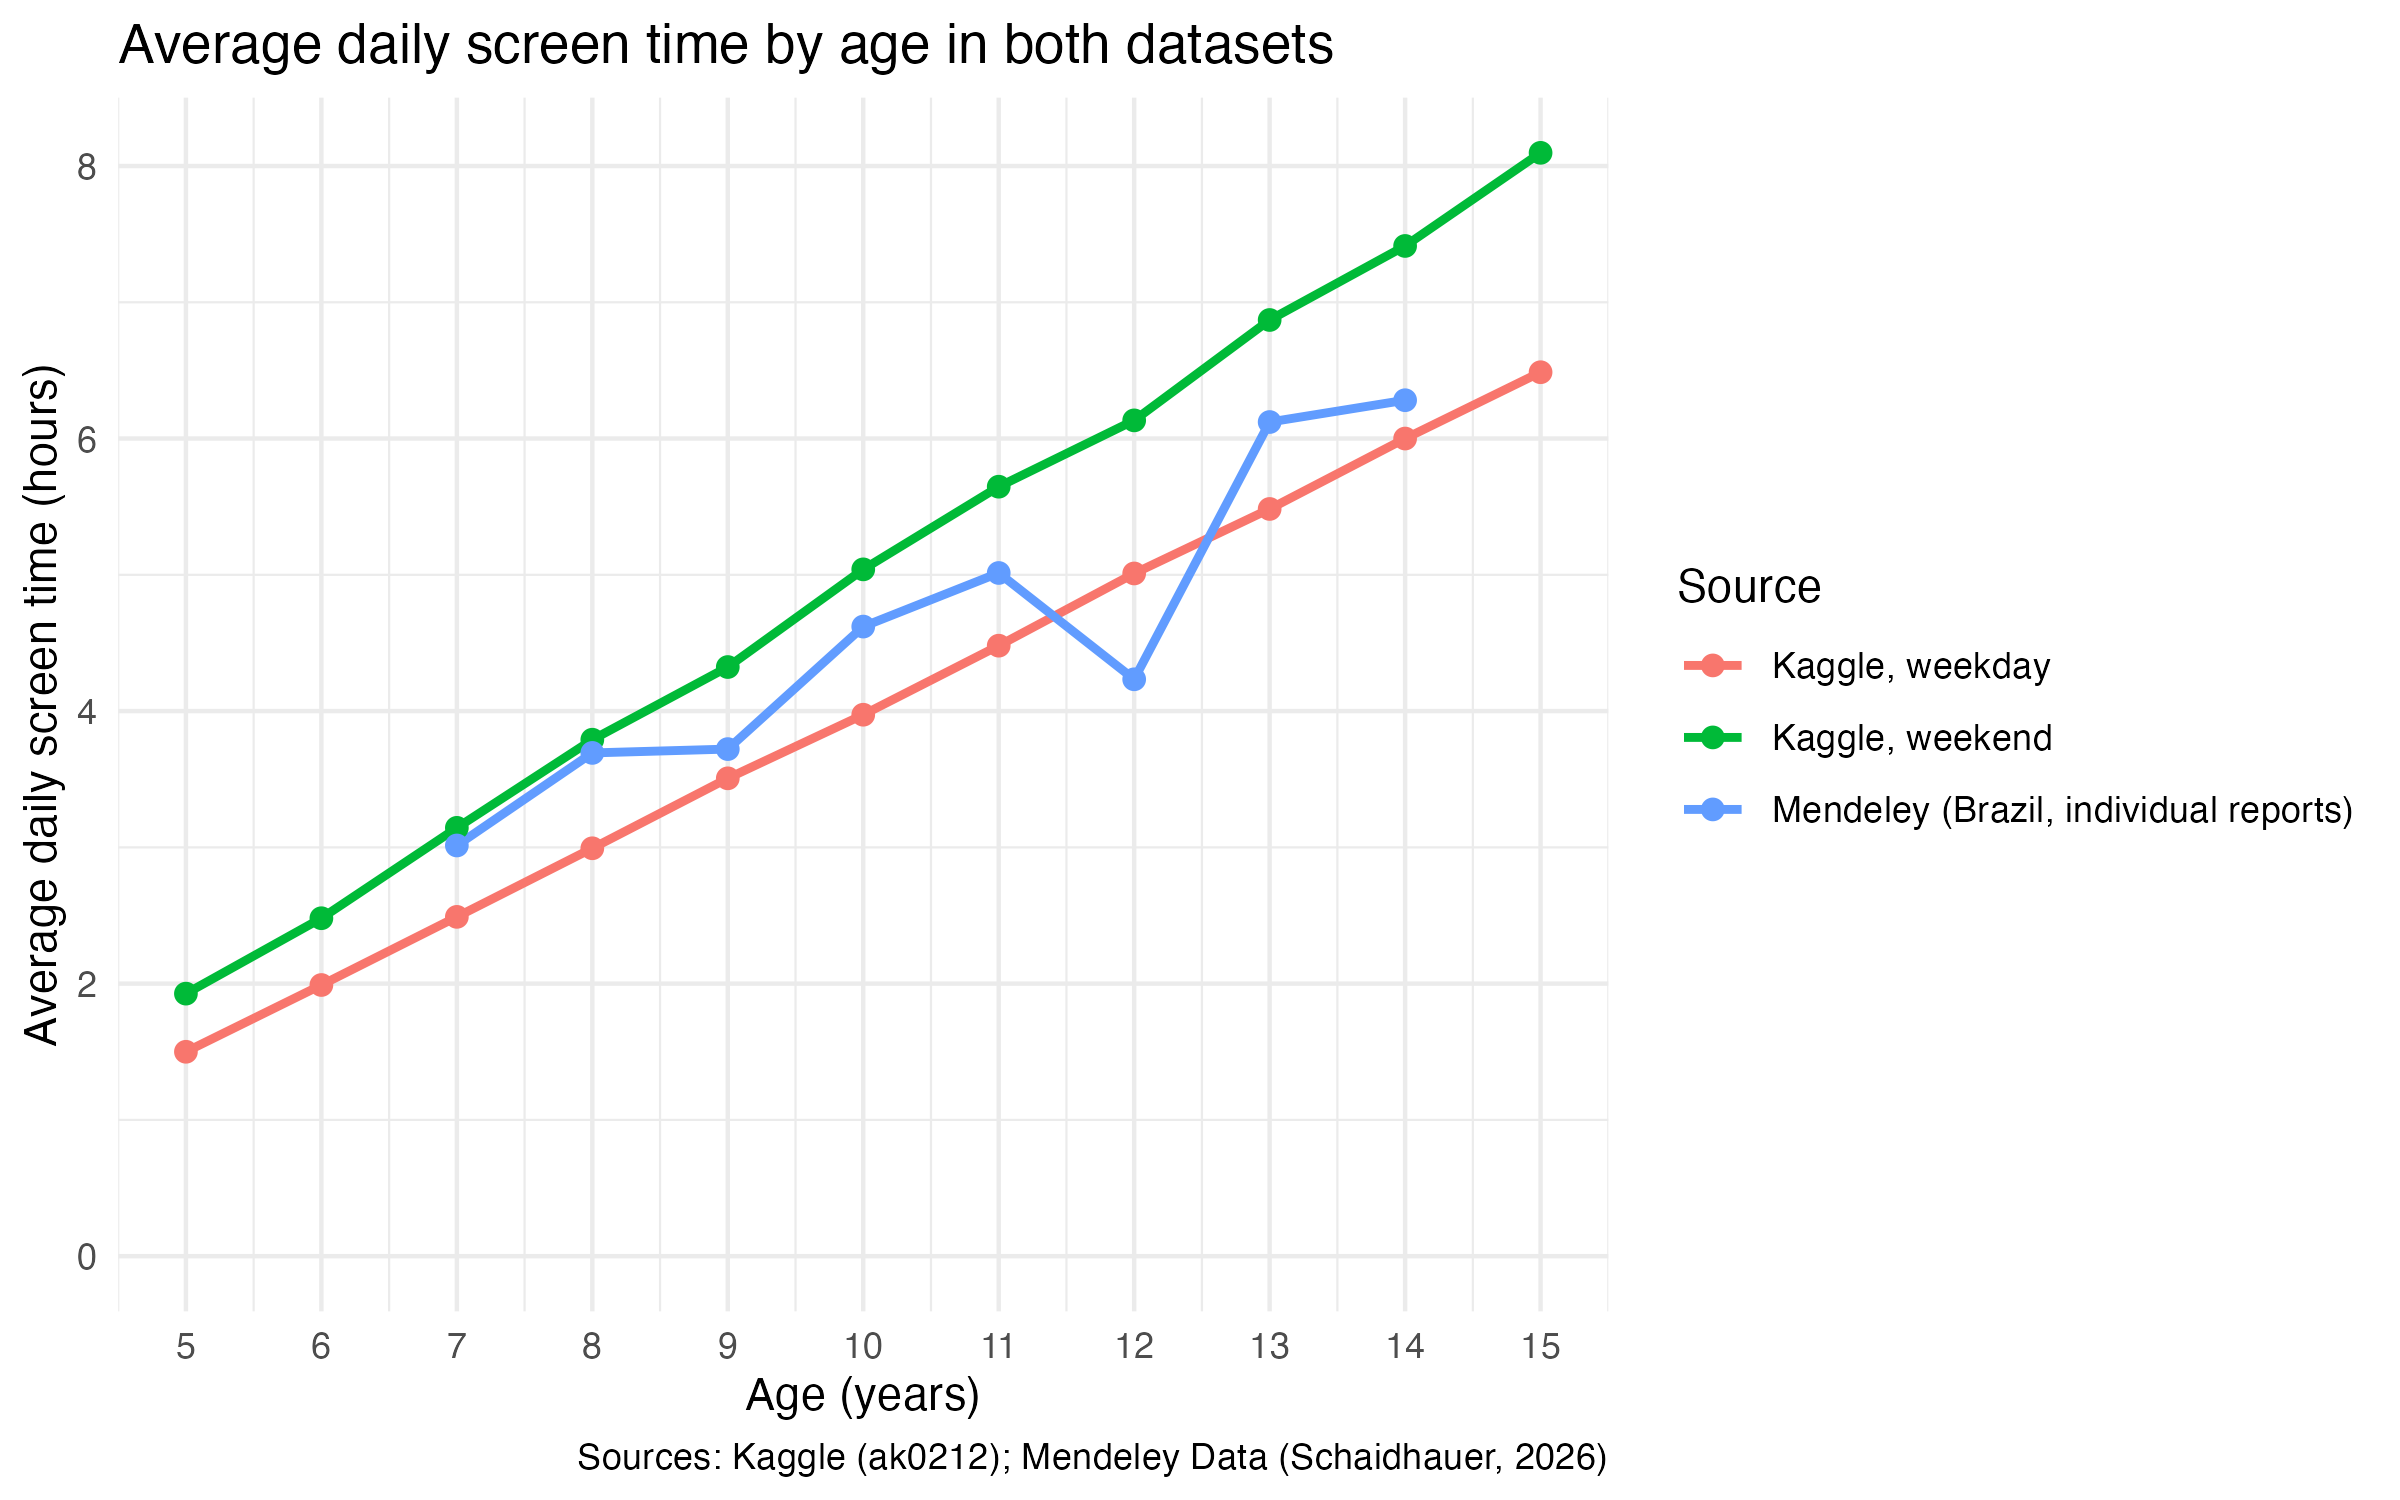 Average daily screen time by age in both datasets
Average daily screen time (hours)
8
6
4
2
0
5 6 7 8 9 10 11 12 13 14 15
Age (years)
Source
Kaggle, weekday
Kaggle, weekend
Mendeley (Brazil, individual reports)
Sources: Kaggle (ak0212); Mendeley Data (Schaidhauer, 2026)